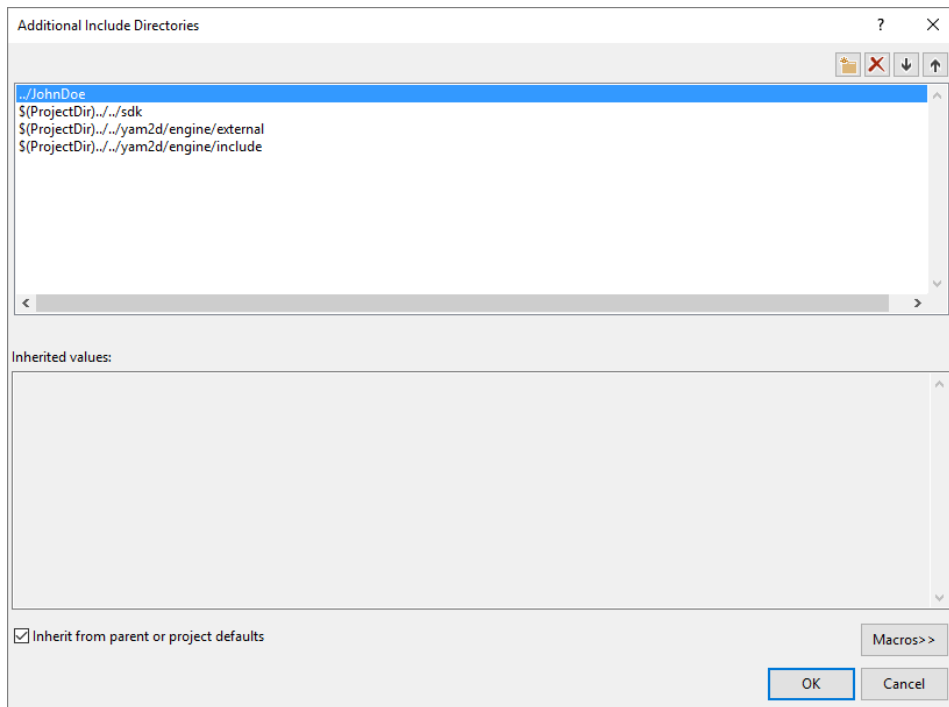 Additional Include Directories
../JohnDoe
$(ProjectDir)../../sdk
$(ProjectDir)../../yam2d/engine/external
$(ProjectDir)../../yam2d/engine/include
Inherited values:
Inherit from parent or project defaults
Macros>>
OK
Cancel